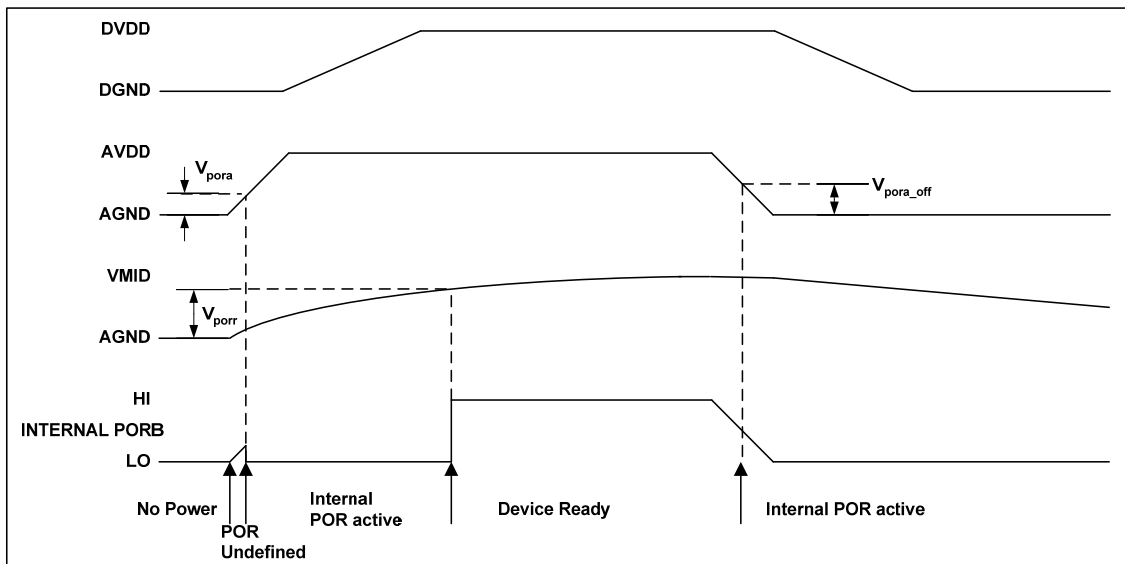 DVDD
DGND
AVDD
Vpora
AGND
Vpora_off
VMID
Vporr
AGND
HI
INTERNAL PORB
LO
No Power
POR
Undefined
Internal
POR active
Device Ready
Internal POR active